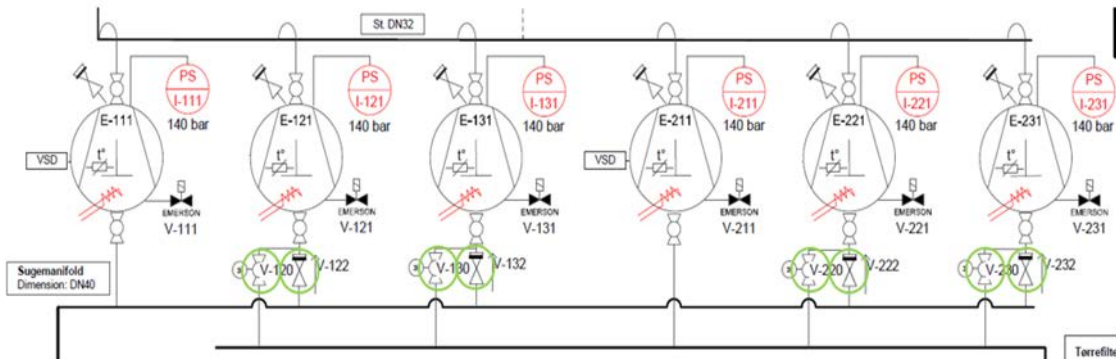 St. DN32
PS PS PS PS PS PS
I-111 I-121 I-131 I-211 I-221 I-231
E-111 E-121 E-131 E-211 E-221 E-231
140 bar 140 bar 140 bar 140 bar 140 bar 140 bar
t° t° t° t° t° t°
VSD VSD
EMERSON EMERSON EMERSON EMERSON EMERSON EMERSON
V-111 V-121 V-131 V-211 V-221 V-231
V-120 V-122 V-130 V-132 V-220 V-222 V-230 V-232
Sugemanifold
Dimension: DN40
Tørrefilte